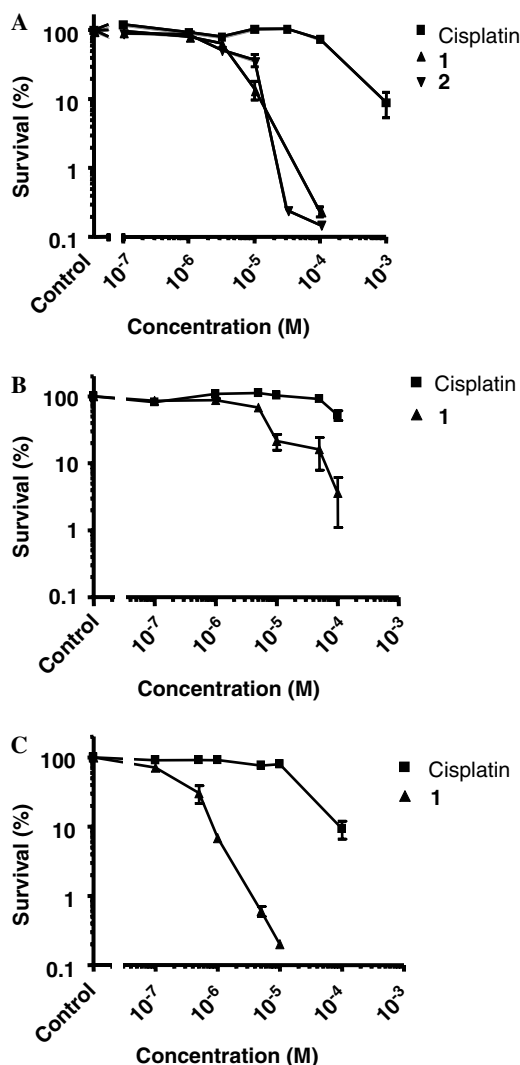 A
Survival (%)
100
10
1
0.1
Cisplatin
1
2
Control
10-7
10-6
10-5
10-4
10-3
Concentration (M)
B
Survival (%)
100
10
1
0.1
Cisplatin
1
Control
10-7
10-6
10-5
10-4
10-3
Concentration (M)
C
Survival (%)
100
10
1
0.1
Cisplatin
1
Control
10-7
10-6
10-5
10-4
10-3
Concentration (M)